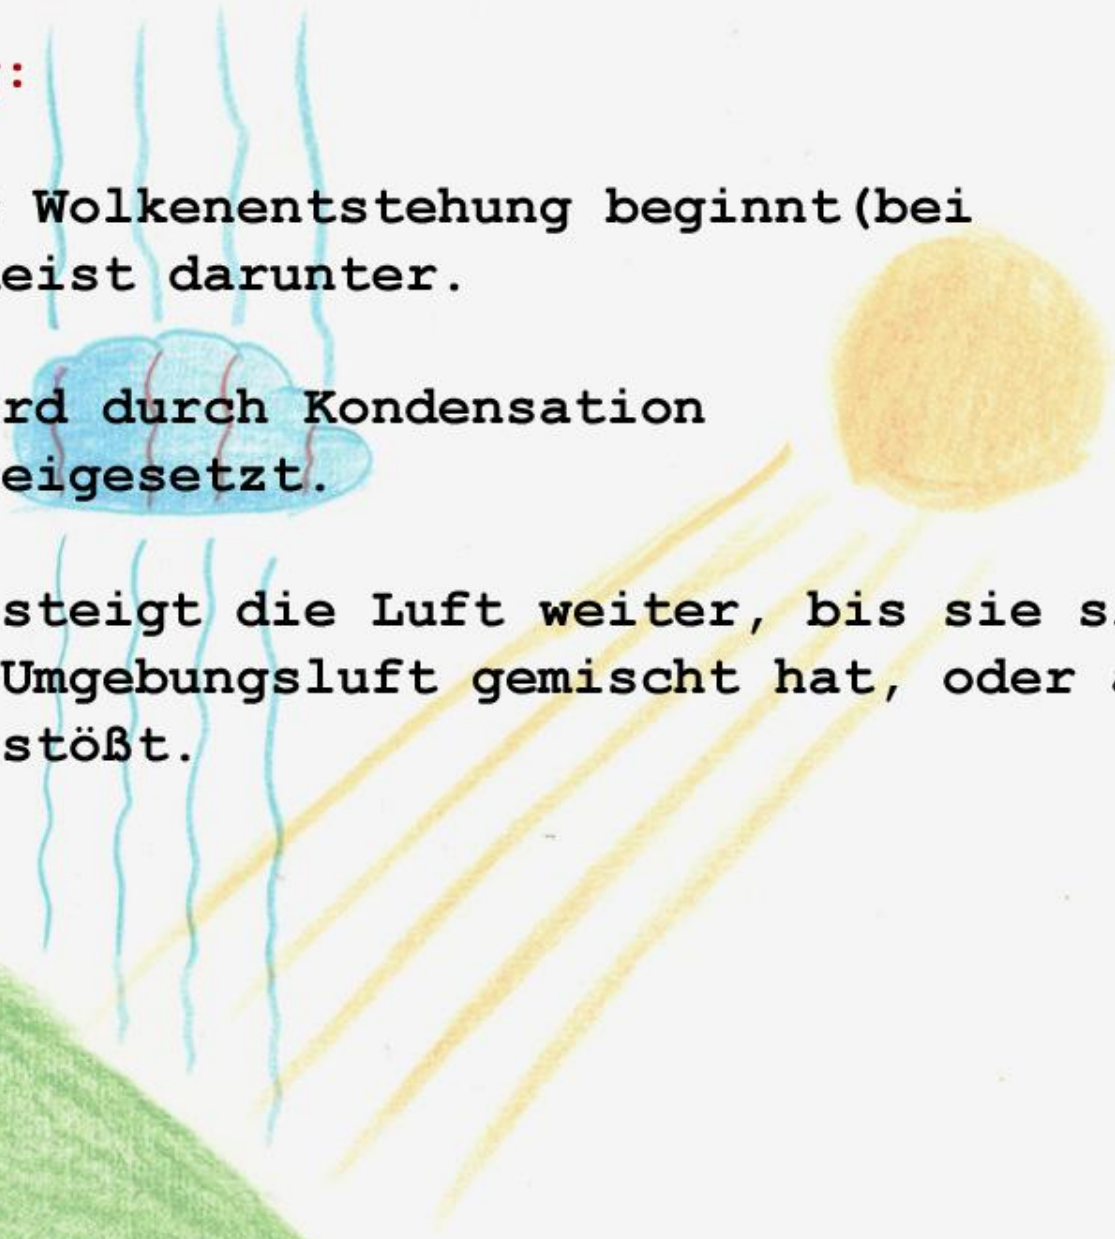 :
Wolkenentstehung beginnt(bei
eist darunter.
rd durch Kondensation
eigesetzt.
steigt die Luft weiter, bis sie s
Umgebungsluft gemischt hat, oder
stößt.